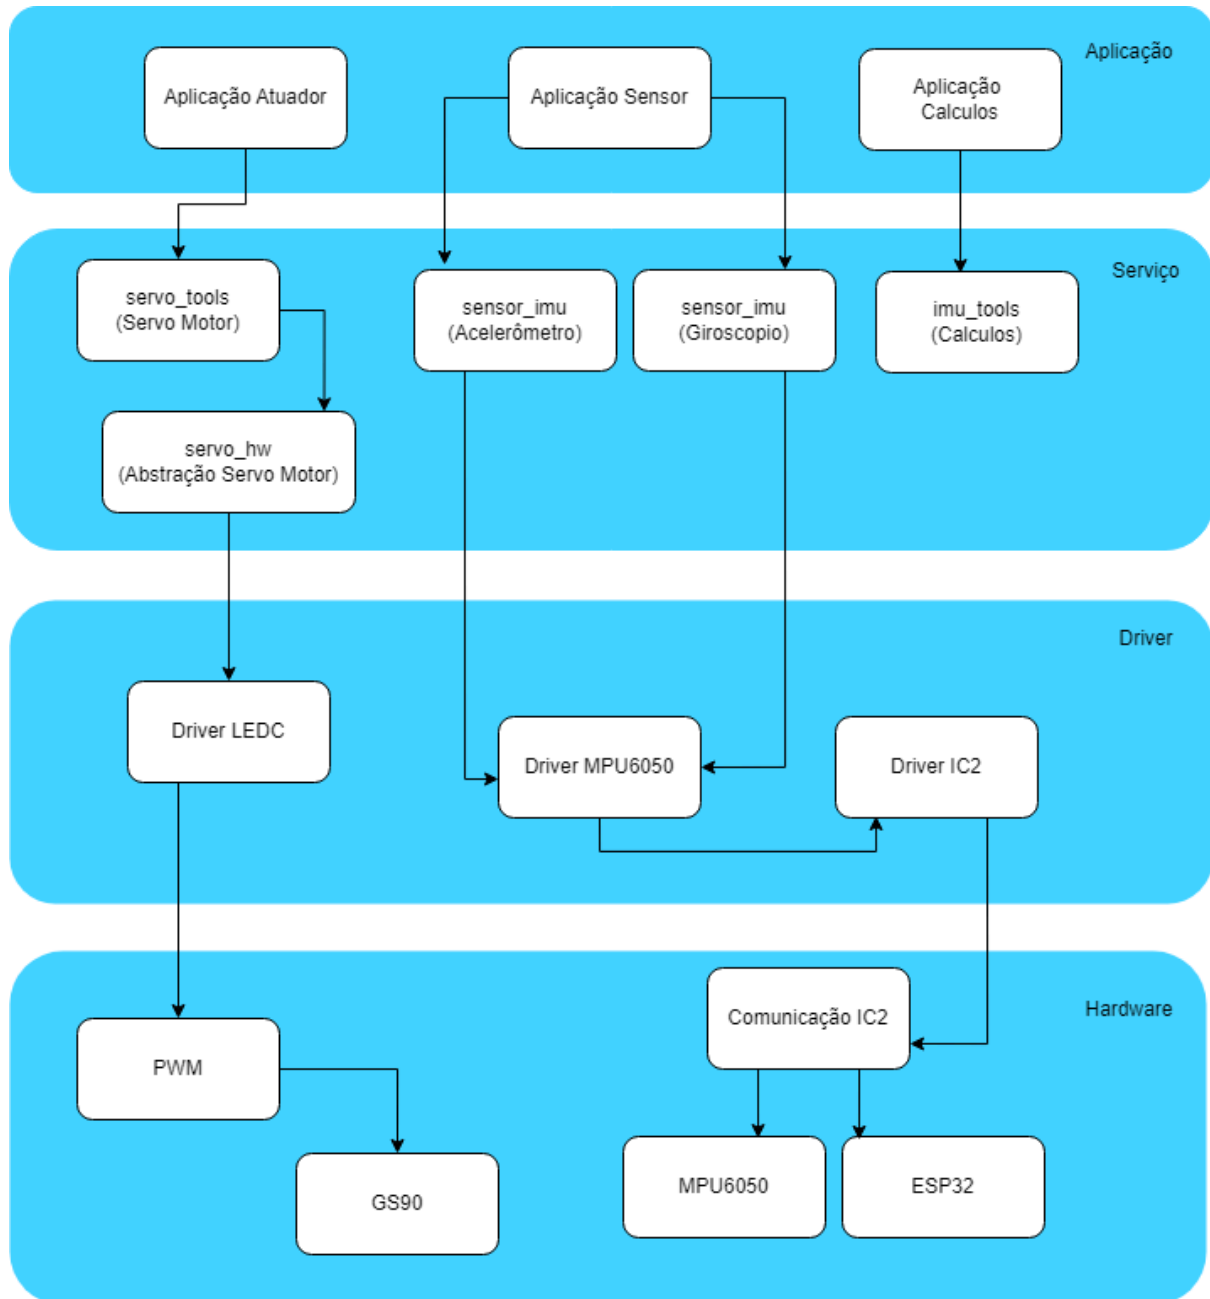 Aplicação
Aplicação Atuador
Aplicação Sensor
Aplicação
Calculos
Serviço
servo_tools
(Servo Motor)
sensor_imu
(Acelerômetro)
sensor_imu
(Giroscopio)
imu_tools
(Calculos)
servo_hw
(Abstração Servo Motor)
Driver
Driver LEDC
Driver MPU6050
Driver IC2
Hardware
Comunicação IC2
PWM
MPU6050
ESP32
GS90